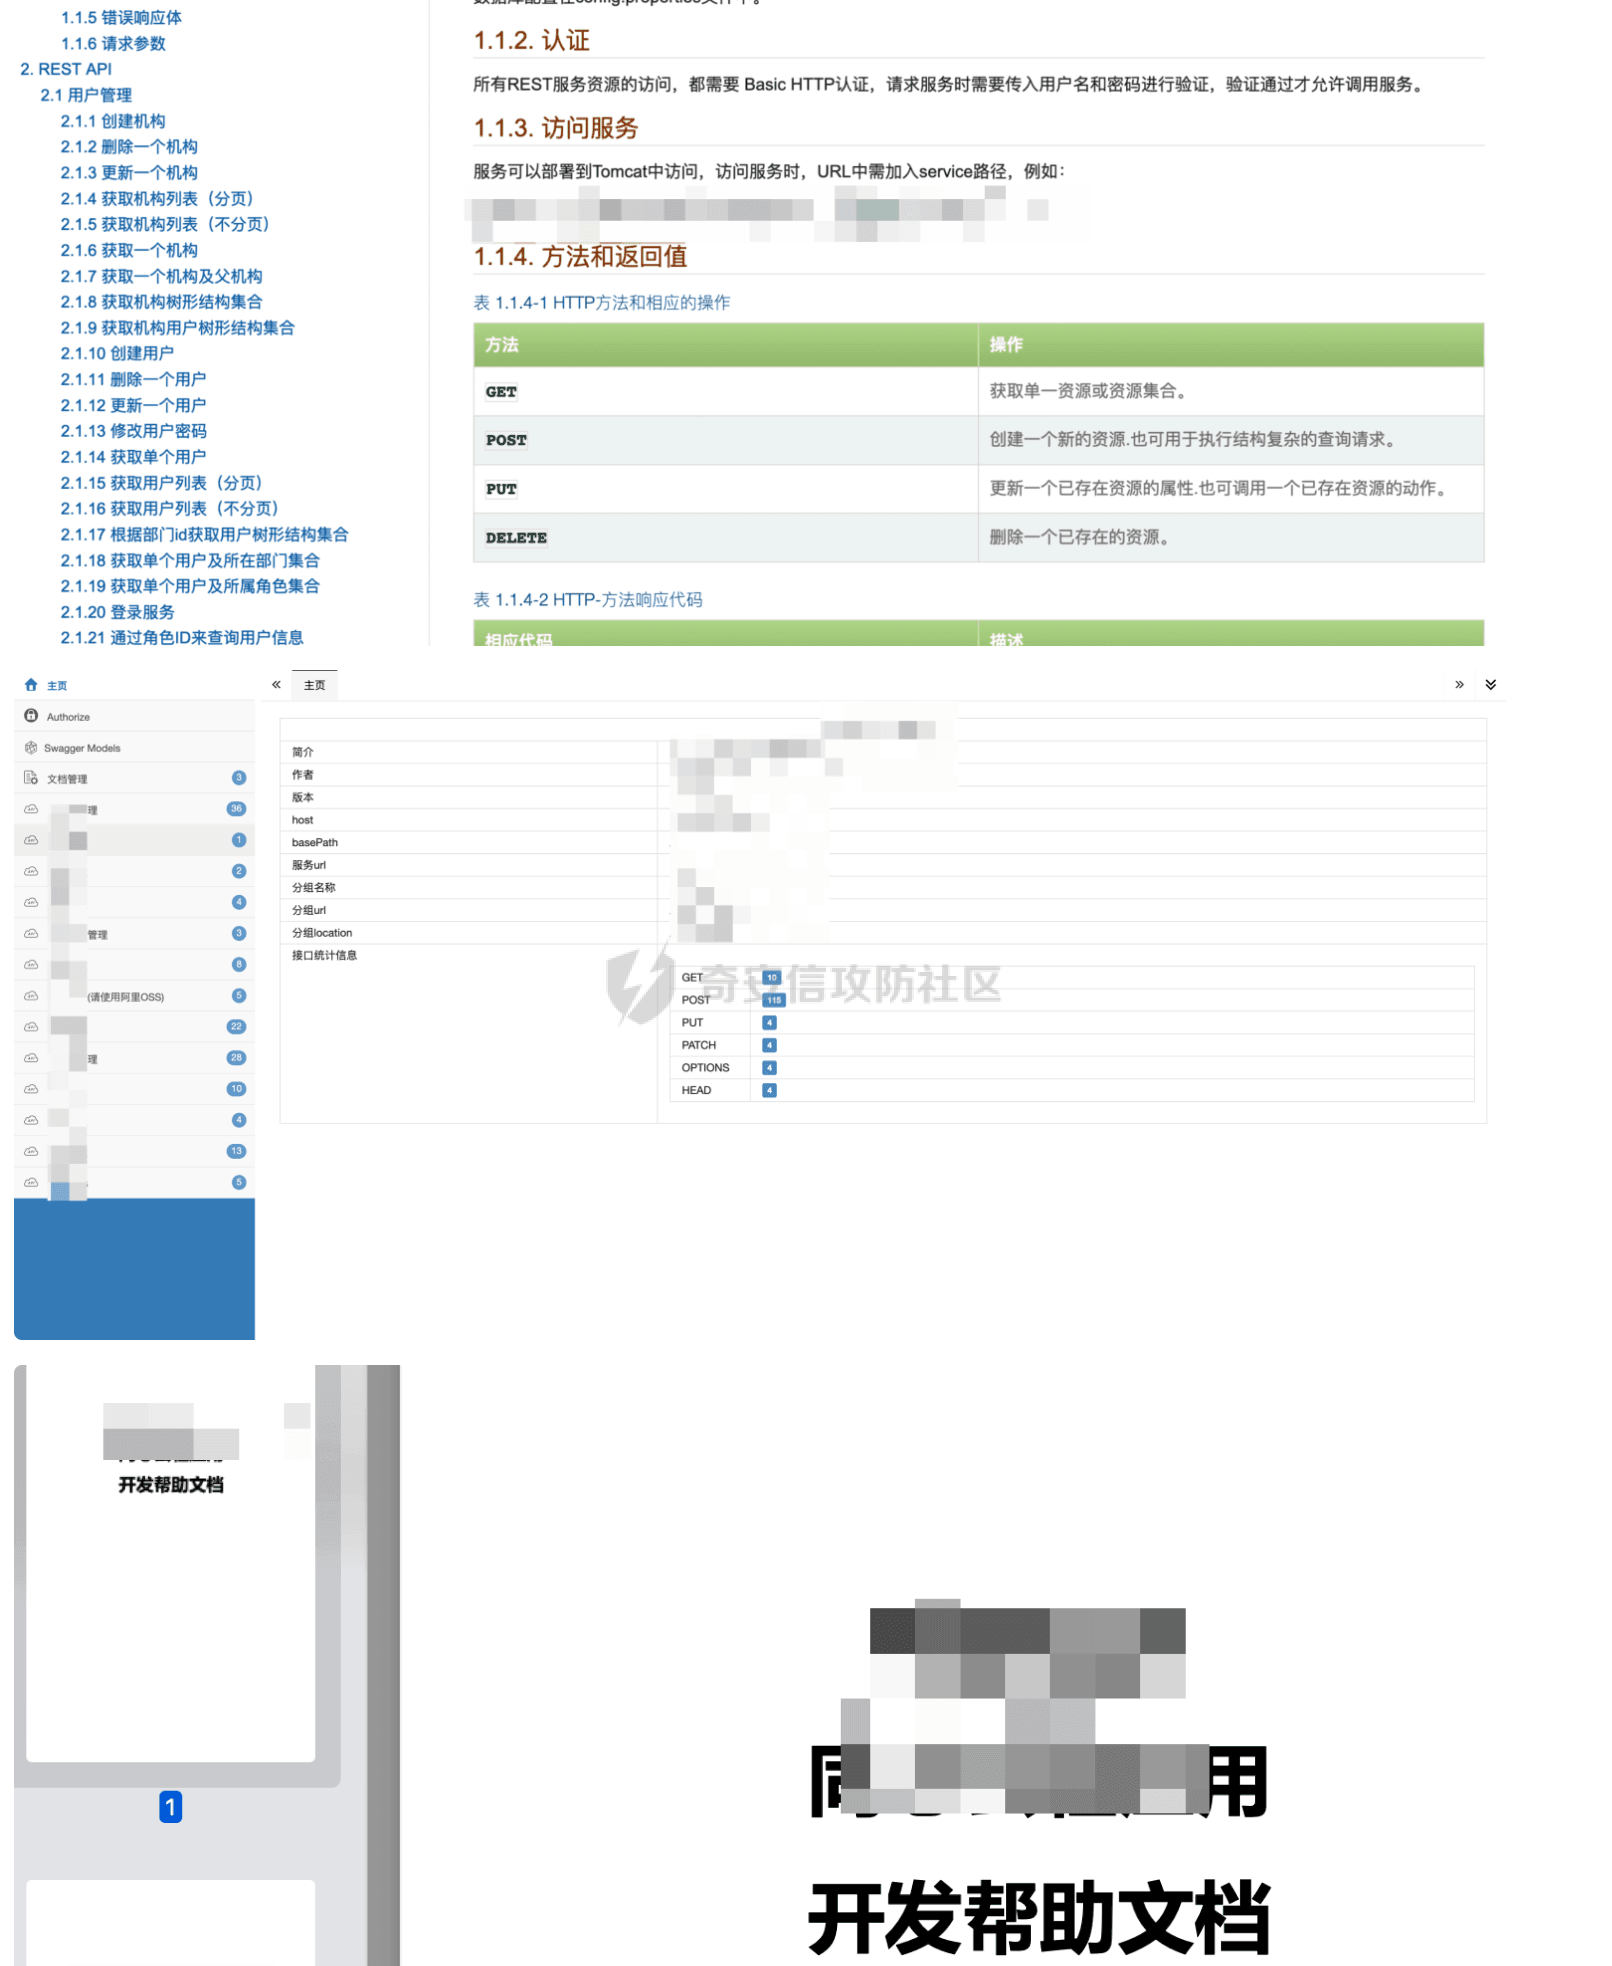 1.1.5 错误响应体
1.1.6 请求参数
2. REST API
2.1 用户管理
2.1.1 创建机构
2.1.2 删除一个机构
2.1.3 更新一个机构
2.1.4 获取机构列表（分页）
2.1.5 获取机构列表（不分页）
2.1.6 获取一个机构
2.1.7 获取一个机构及父机构
2.1.8 获取机构树形结构集合
2.1.9 获取机构用户树形结构集合
2.1.10 创建用户
2.1.11 删除一个用户
2.1.12 更新一个用户
2.1.13 修改用户密码
2.1.14 获取单个用户
2.1.15 获取用户列表（分页）
2.1.16 获取用户列表（不分页）
2.1.17 根据部门id获取用户树形结构集合
2.1.18 获取单个用户及所在部门集合
2.1.19 获取单个用户及所属角色集合
2.1.20 登录服务
2.1.21 通过角色ID来查询用户信息
1.1.2. 认证
所有REST服务资源的访问，都需要 Basic HTTP认证，请求服务时需要传入用户名和密码进行验证，验证通过才允许调用服务。
1.1.3. 访问服务
服务可以部署到Tomcat中访问，访问服务时，URL中需加入service路径，例如：
1.1.4. 方法和返回值
表 1.1.4-1 HTTP方法和相应的操作
方法 操作
GET 获取单一资源或资源集合。
POST 创建一个新的资源.也可用于执行结构复杂的查询请求。
PUT 更新一个已存在资源的属性.也可调用一个已存在资源的动作。
DELETE 删除一个已存在的资源。
表 1.1.4-2 HTTP-方法响应代码
相应代码 描述
主页
Authorize
Swagger Models
文档管理 3
理 36
1
2
4
管理 3
8
(请使用阿里OSS) 5
22
理 28
10
4
13
5
主页
简介
作者
版本
host
basePath
服务url
分组名称
分组url
分组location
接口统计信息
GET 10
POST 115
PUT 4
PATCH 4
OPTIONS 4
HEAD 4
奇安信攻防社区
开发帮助文档
1
用
开发帮助文档